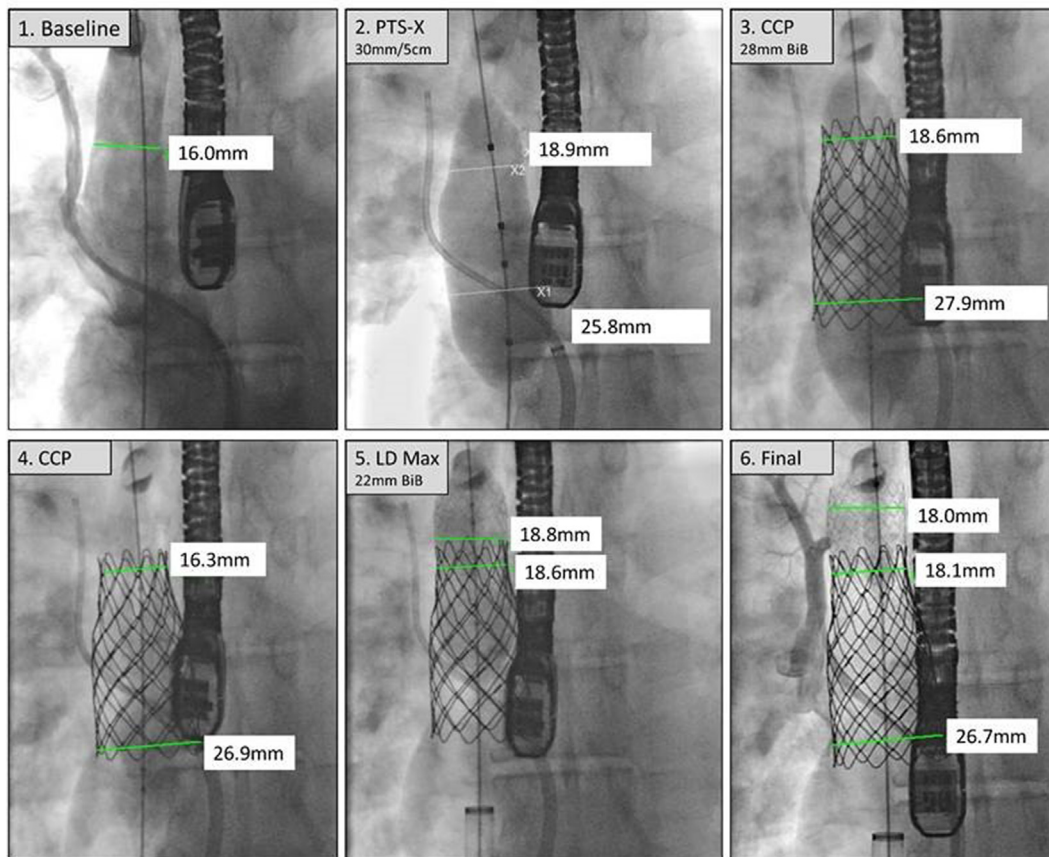 1. Baseline
16.0mm
2. PTS-X
30mm/5cm
18.9mm
X2
X1
25.8mm
3. CCP
28mm BiB
18.6mm
27.9mm
4. CCP
16.3mm
26.9mm
5. LD Max
22mm BiB
18.8mm
18.6mm
6. Final
18.0mm
18.1mm
26.7mm